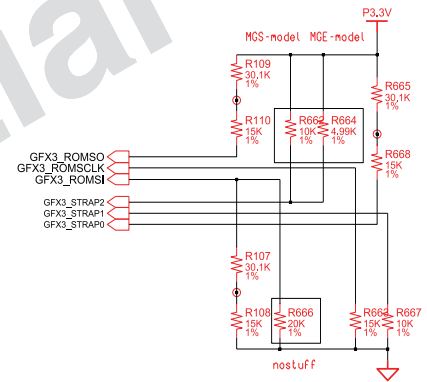 P3.3V
MGS-model MGE-model
R109
30.1K
1%
R665
30.1K
1%
R110
15K
1%
R663
10K
1%
R664
4.99K
1%
R668
15K
1%
GFX3_ROMSO
GFX3_ROMSCLK
GFX3_ROMSI
GFX3_STRAP2
GFX3_STRAP1
GFX3_STRAP0
R107
30.1K
1%
R108
15K
1%
R666
20K
1%
15K
1%
R667
10K
1%
nostuff